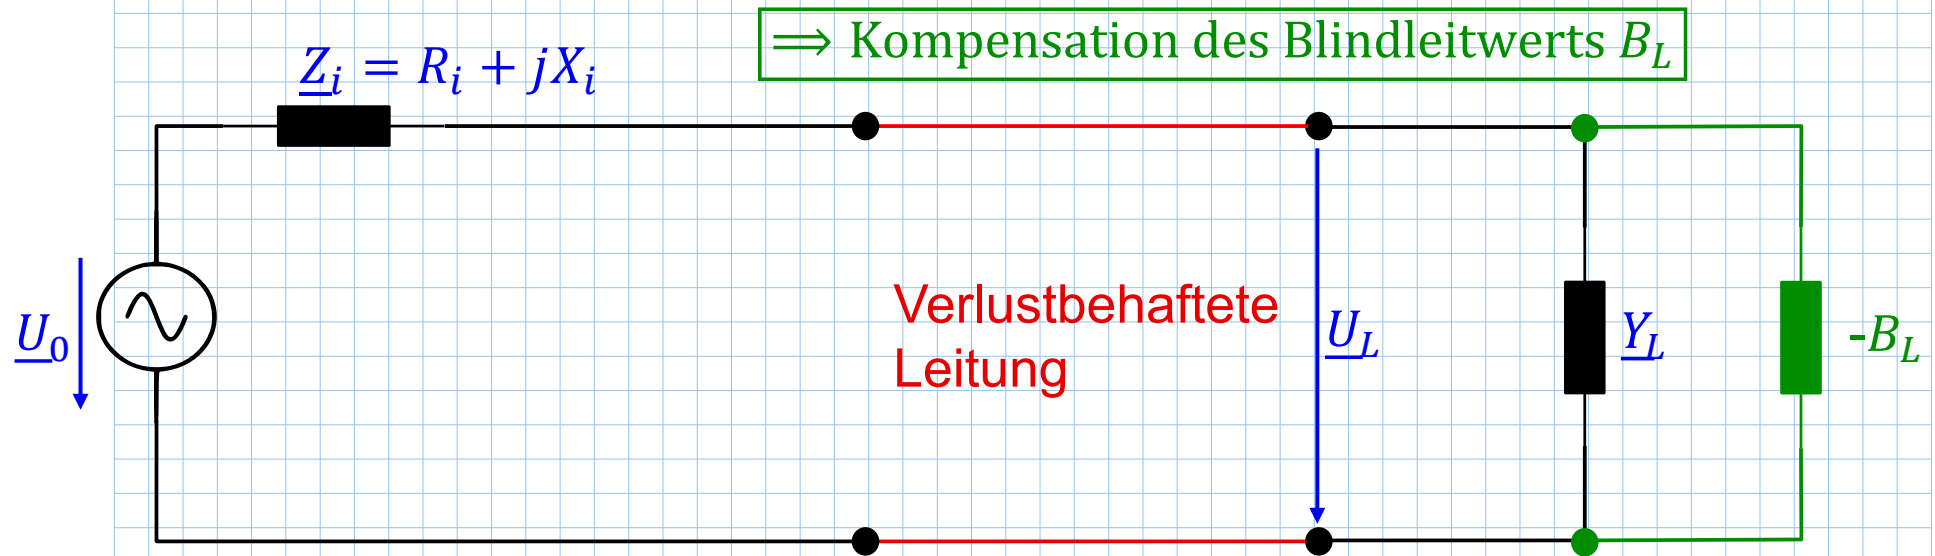 ⟹ Kompensation des Blindleitwerts B_L
Z_i = R_i + jX_i
Verlustbehaftete
Leitung
U_0
U_L
Y_L
-B_L